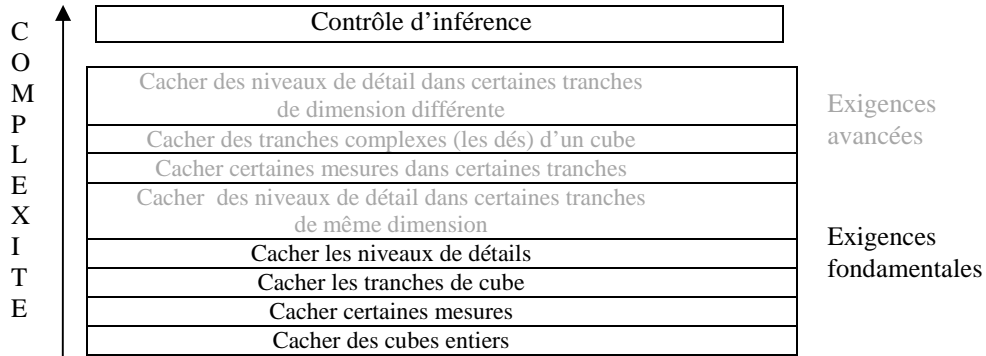 C
O
M
P
L
E
X
I
T
E
Contrôle d’inférence
Cacher des niveaux de détail dans certaines tranches
de dimension différente
Cacher des tranches complexes (les dés) d’un cube
Cacher certaines mesures dans certaines tranches
Cacher des niveaux de détail dans certaines tranches
de même dimension
Cacher les niveaux de détails
Cacher les tranches de cube
Cacher certaines mesures
Cacher des cubes entiers
Exigences
avancées
Exigences
fondamentales